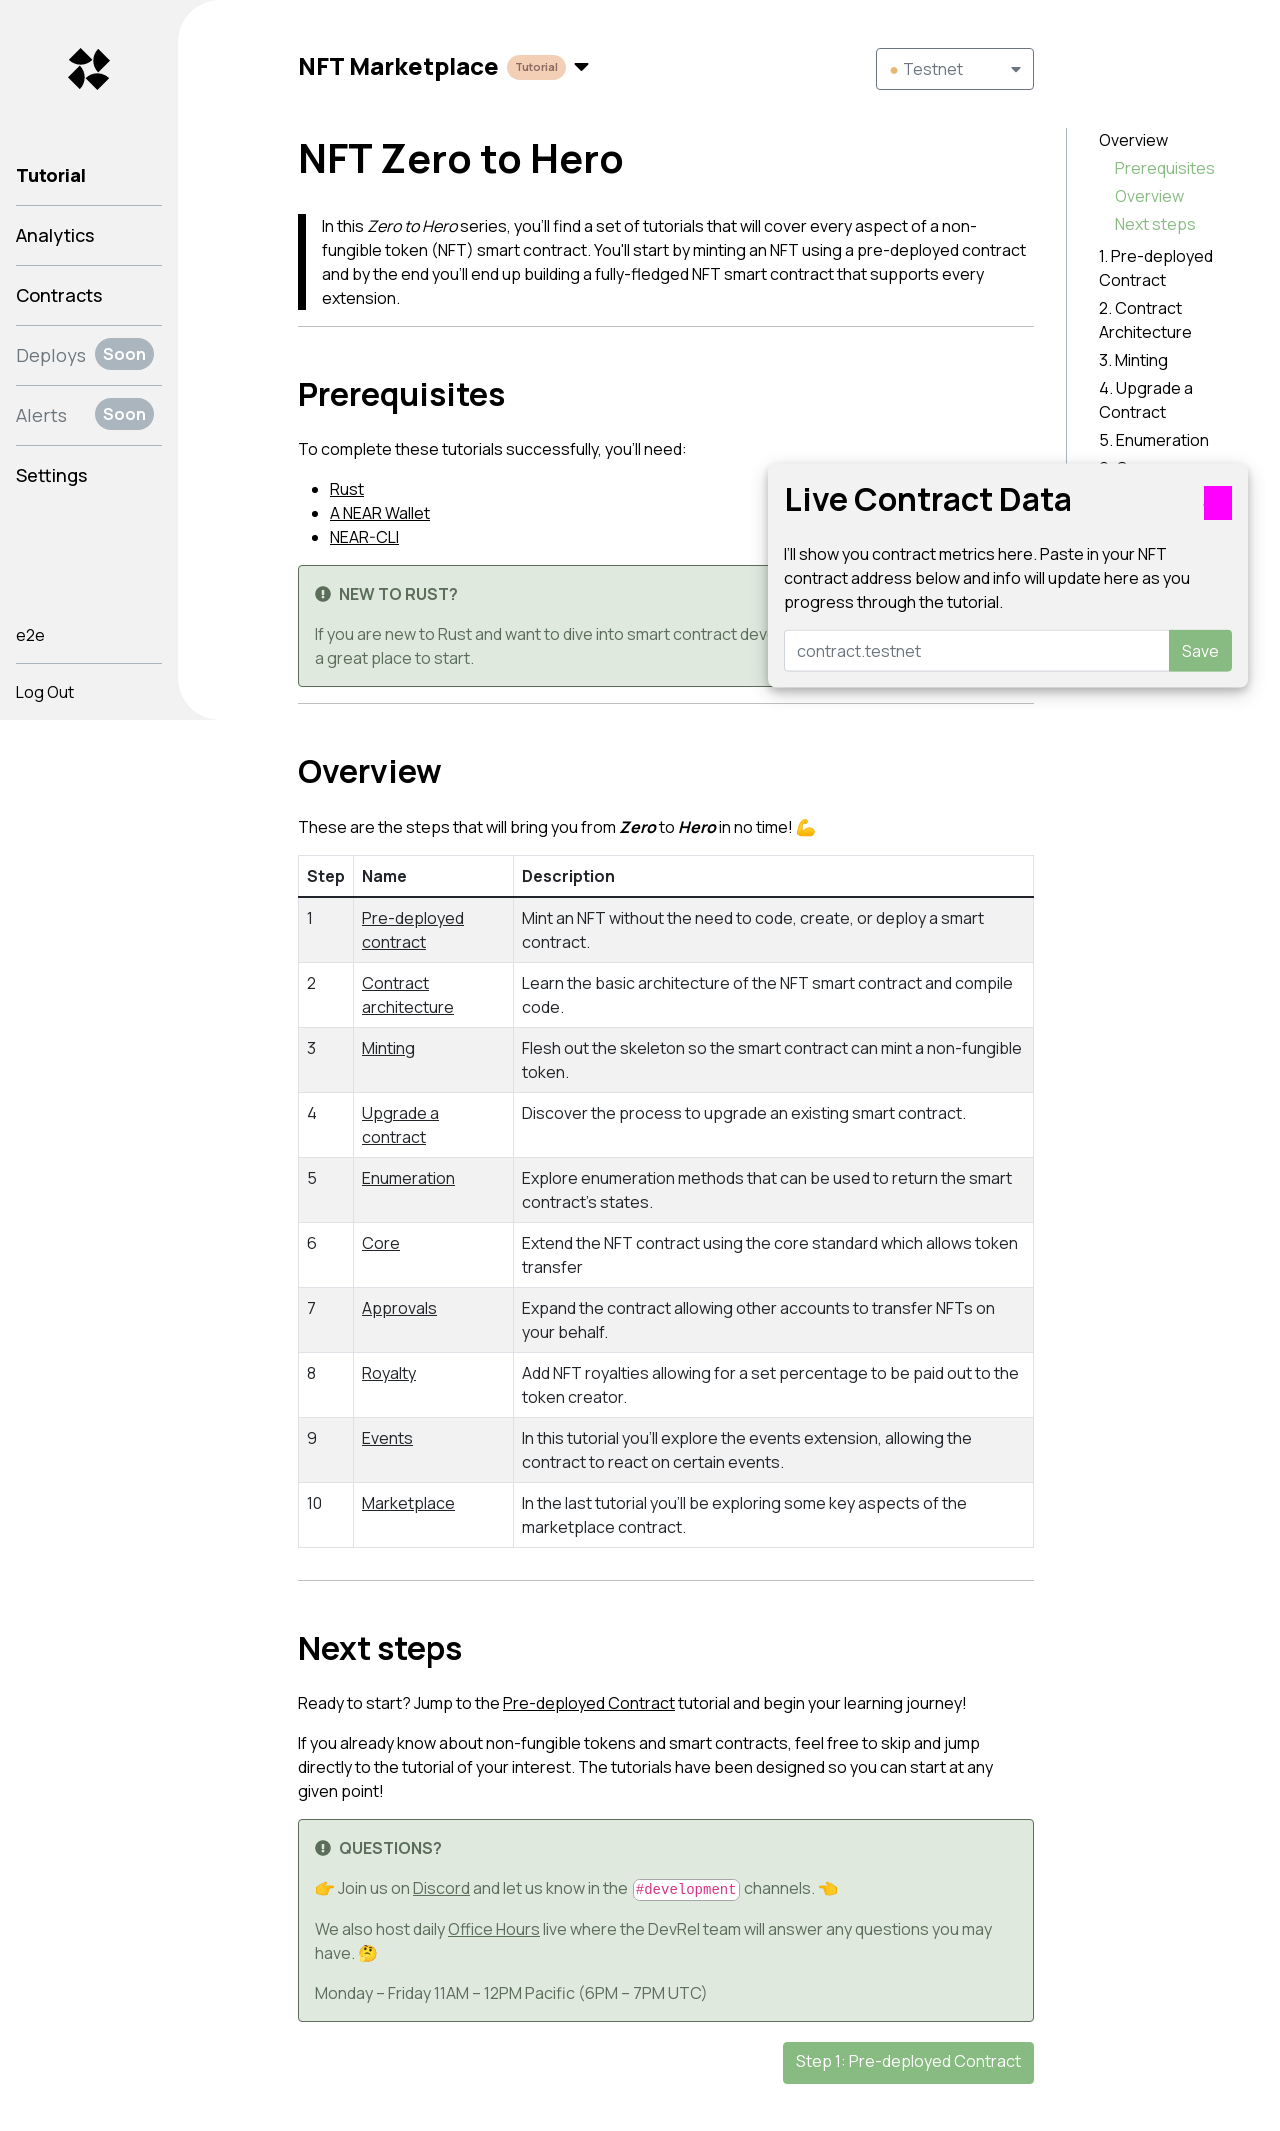 Tutorial
Analytics
Contracts
Deploys Soon
Alerts Soon
Settings
e2e
Log Out
NFT Marketplace Tutorial
Testnet
NFT Zero to Hero
In this Zero to Hero series, you'll find a set of tutorials that will cover every aspect of a non-
fungible token (NFT) smart contract. You'll start by minting an NFT using a pre-deployed contract
and by the end you'll end up building a fully-fledged NFT smart contract that supports every
extension.
Prerequisites
To complete these tutorials successfully, you'll need:
Rust
A NEAR Wallet
NEAR-CLI
NEW TO RUST?
If you are new to Rust and want to dive into smart contract
a great place to start.
Overview
These are the steps that will bring you from Zero to Hero in no time! 💪
Step Name Description
1 Pre-deployed Mint an NFT without the need to code, create, or deploy a smart
contract contract.
2 Contract Learn the basic architecture of the NFT smart contract and compile
architecture code.
3 Minting Flesh out the skeleton so the smart contract can mint a non-fungible
token.
4 Upgrade a Discover the process to upgrade an existing smart contract.
contract
5 Enumeration Explore enumeration methods that can be used to return the smart
contract's states.
6 Core Extend the NFT contract using the core standard which allows token
transfer
7 Approvals Expand the contract allowing other accounts to transfer NFTs on
your behalf.
8 Royalty Add NFT royalties allowing for a set percentage to be paid out to the
token creator.
9 Events In this tutorial you'll explore the events extension, allowing the
contract to react on certain events.
10 Marketplace In the last tutorial you'll be exploring some key aspects of the
marketplace contract.
Next steps
Ready to start? Jump to the Pre-deployed Contract tutorial and begin your learning journey!
If you already know about non-fungible tokens and smart contracts, feel free to skip and jump
directly to the tutorial of your interest. The tutorials have been designed so you can start at any
given point!
QUESTIONS?
👉 Join us on Discord and let us know in the #development channels. 👈
We also host daily Office Hours live where the DevRel team will answer any questions you may
have. 🤔
Monday – Friday 11AM – 12PM Pacific (6PM – 7PM UTC)
Step 1: Pre-deployed Contract
Overview
Prerequisites
Overview
Next steps
1. Pre-deployed
Contract
2. Contract
Architecture
3. Minting
4. Upgrade a
Contract
5. Enumeration
Live Contract Data
I'll show you contract metrics here. Paste in your NFT
contract address below and info will update here as you
progress through the tutorial.
contract.testnet Save